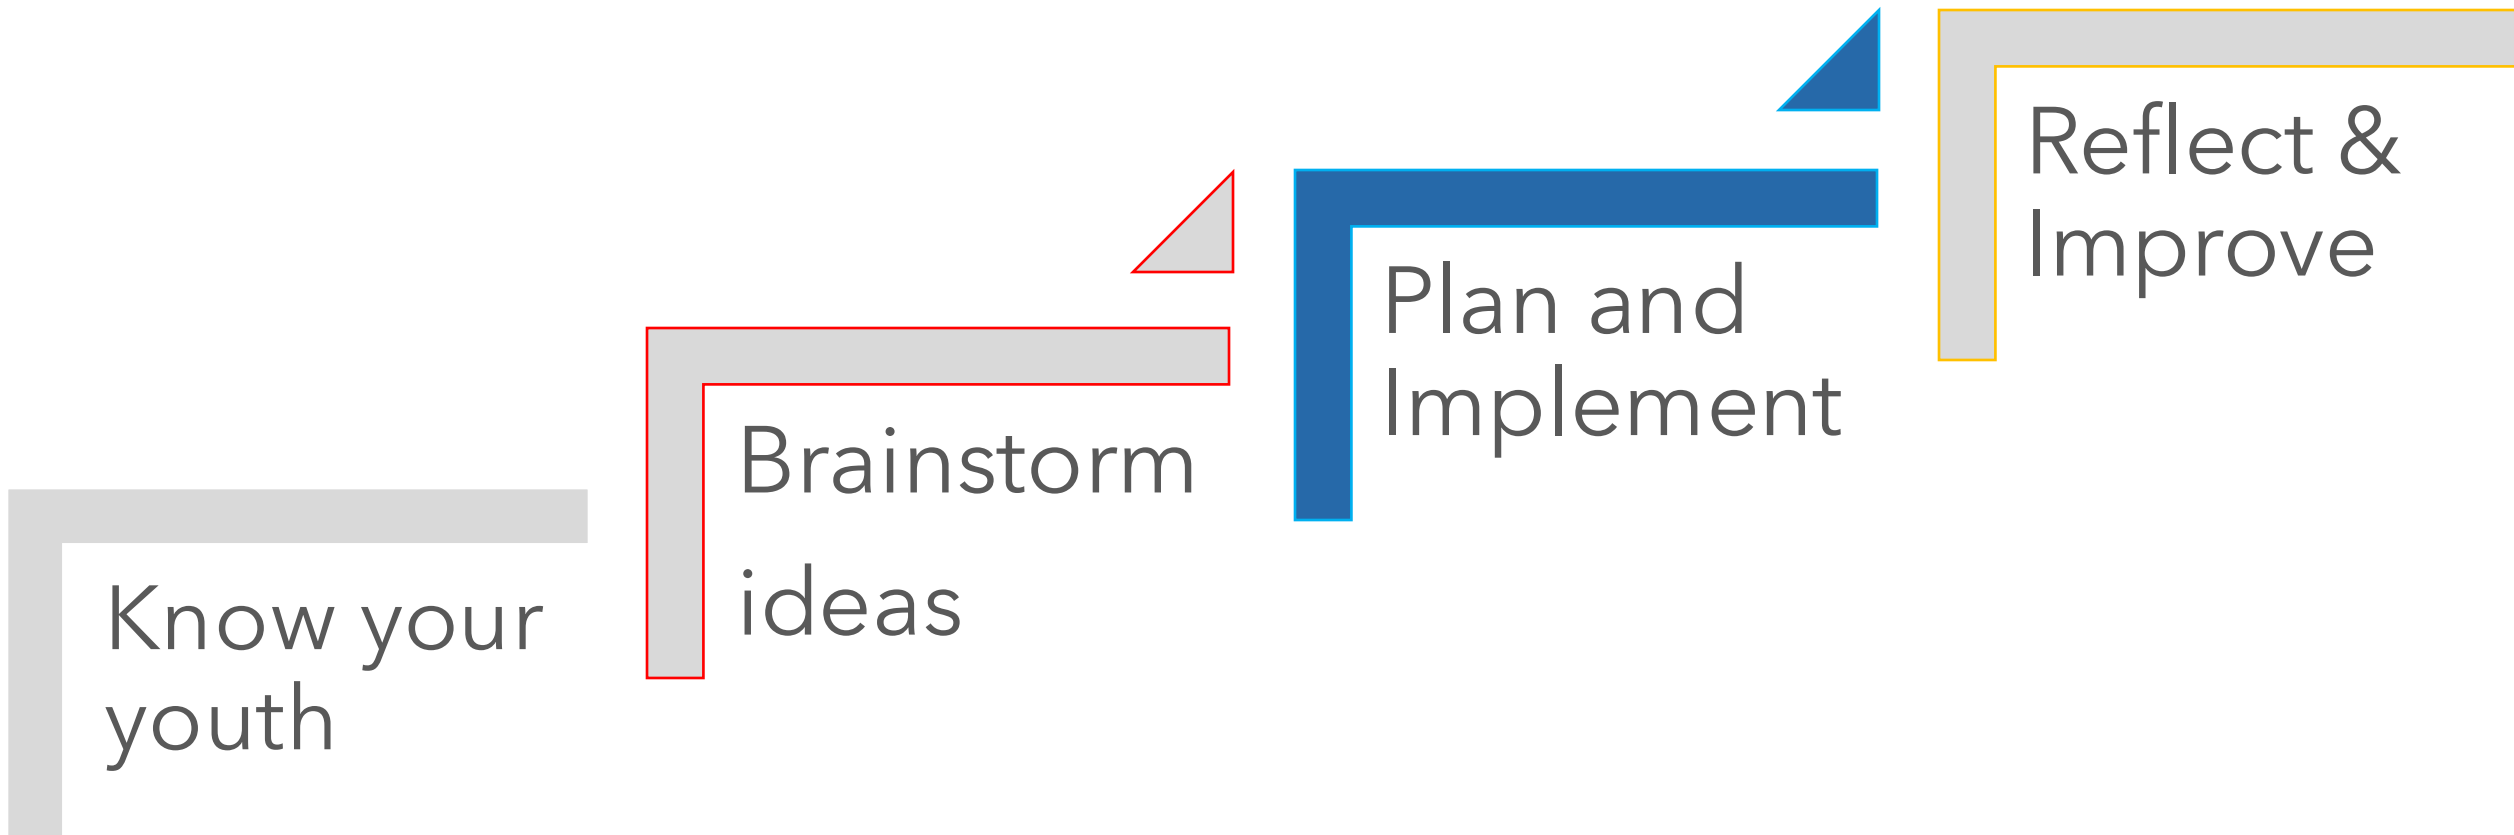 Know your
youth
Brainstorm
ideas
Plan and
Implement
Reflect &
Improve